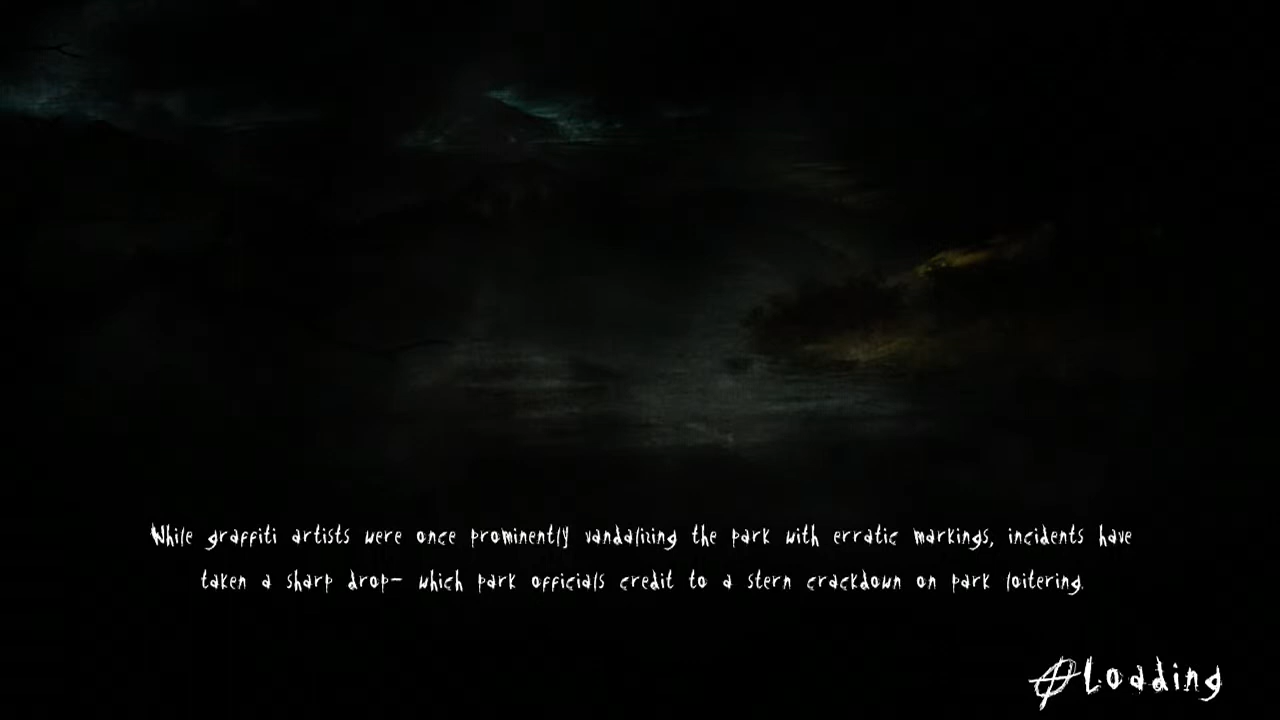 While graffiti artists were once prominently vandalizing the park with erratic markings, incidents have
taken a sharp drop- which park officials credit to a stern crackdown on park loitering.
Loading